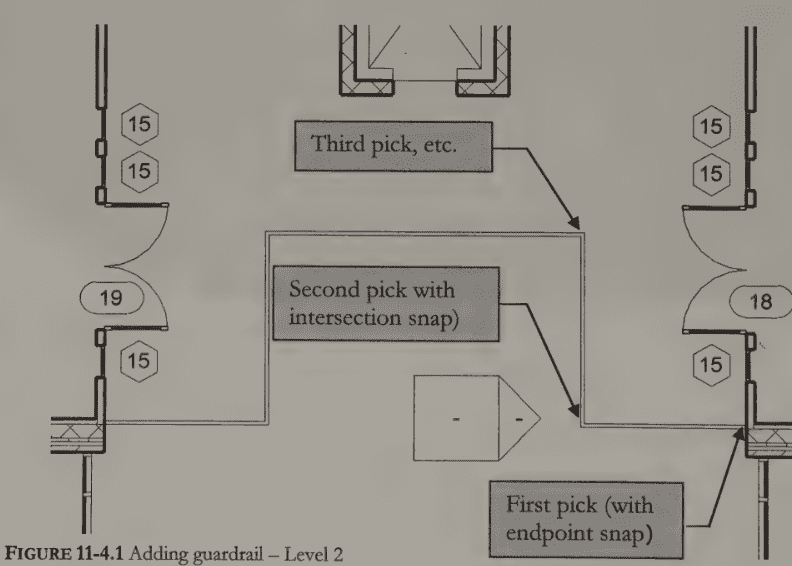 15
15
15
15
Third pick, etc.
Second pick with
intersection snap)
19
18
15
15
-
-
First pick (with
endpoint snap)
FIGURE 11-4.1 Adding guardrail – Level 2